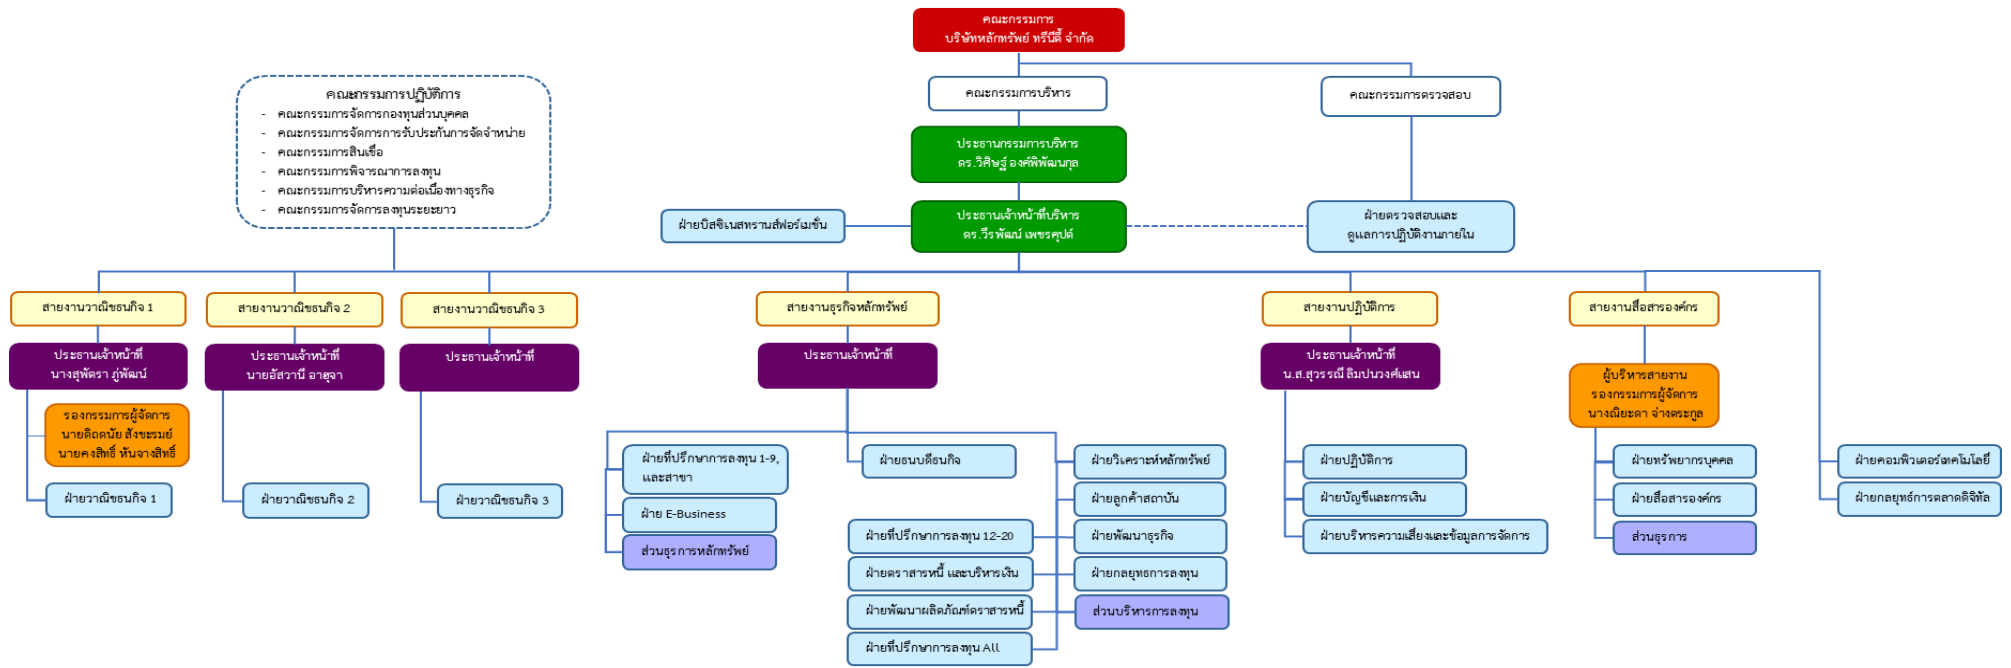 คณะกรรมการ
บริษัทหลักทรัพย์ ทรีนีตี้ จำกัด
คณะกรรมการบริหาร
คณะกรรมการตรวจสอบ
คณะกรรมการปฏิบัติการ
- คณะกรรมการจัดการกองทุนส่วนบุคคล
- คณะกรรมการจัดการการรับประกันการจัดจำหน่าย
- คณะกรรมการสินเชื่อ
- คณะกรรมการพิจารณาการลงทุน
- คณะกรรมการบริหารความต่อเนื่องทางธุรกิจ
- คณะกรรมการจัดการลงทุนระยะยาว
ประธานกรรมการบริหาร
ดร.วิศิษฐ์ องค์พิพัฒนกุล
ฝ่ายบิสซิเนสทรานส์ฟอร์เมชั่น
ประธานเจ้าหน้าที่บริหาร
ดร.วีรพัฒน์ เพชรคุปต์
ฝ่ายตรวจสอบและ
ดูแลการปฏิบัติงานภายใน
สายงานวาณิชธนกิจ 1
สายงานวาณิชธนกิจ 2
สายงานวาณิชธนกิจ 3
สายงานธุรกิจหลักทรัพย์
สายงานปฏิบัติการ
สายงานสื่อสารองค์กร
ประธานเจ้าหน้าที่
นางสุพัตรา ภู่พัฒน์
ประธานเจ้าหน้าที่
นายอัสวานี อาฮูจา
ประธานเจ้าหน้าที่
ประธานเจ้าหน้าที่
ประธานเจ้าหน้าที่
น.ส.สุวรรณี ลิมปนวงศ์แสน
ผู้บริหารสายงาน
รองกรรมการผู้จัดการ
นางณิยะดา จ่างตระกูล
รองกรรมการผู้จัดการ
นายดิถดนัย สังขะรมย์
นายคงสิทธิ์ หันจางสิทธิ์
ฝ่ายวาณิชธนกิจ 1
ฝ่ายวาณิชธนกิจ 2
ฝ่ายวาณิชธนกิจ 3
ฝ่ายที่ปรึกษาการลงทุน 1-9,
และสาขา
ฝ่าย E-Business
ส่วนธุรการหลักทรัพย์
ฝ่ายธนบดีธนกิจ
ฝ่ายที่ปรึกษาการลงทุน 12-20
ฝ่ายตราสารหนี้ และบริหารเงิน
ฝ่ายพัฒนาผลิตภัณฑ์ตราสารหนี้
ฝ่ายที่ปรึกษาการลงทุน All
ฝ่ายวิเคราะห์หลักทรัพย์
ฝ่ายลูกค้าสถาบัน
ฝ่ายพัฒนาธุรกิจ
ฝ่ายกลยุทธการลงทุน
ส่วนบริหารการลงทุน
ฝ่ายปฏิบัติการ
ฝ่ายบัญชีและการเงิน
ฝ่ายบริหารความเสี่ยงและข้อมูลการจัดการ
ฝ่ายทรัพยากรบุคคล
ฝ่ายสื่อสารองค์กร
ส่วนธุรการ
ฝ่ายคอมพิวเตอร์เทคโนโลยี่
ฝ่ายกลยุทธ์การตลาดดิจิทัล